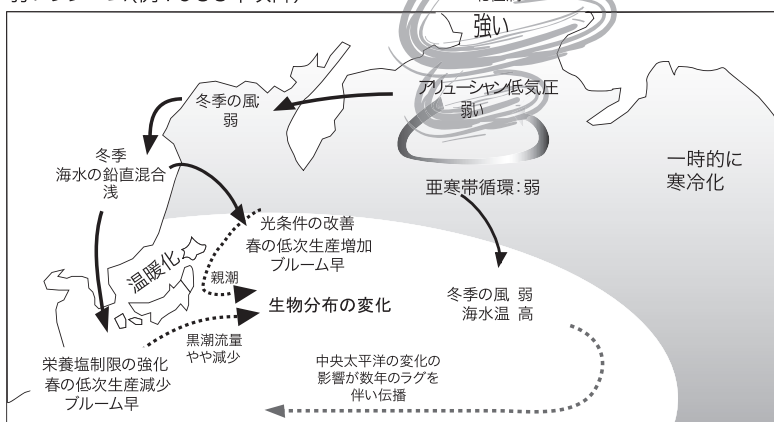 強い
アリューシャン低気圧
弱い
冬季の風
弱
冬季
海水の鉛直混合
浅
一時的に
寒冷化
亜寒帯循環：弱
光条件の改善
春の低次生産増加
ブルーム早
温暖化
親潮
生物分布の変化
冬季の風 弱
海水温 高
黒潮流量
やや減少
栄養塩制限の強化
春の低次生産減少
ブルーム早
中央太平洋の変化の
影響が数年のラグを
伴い伝播